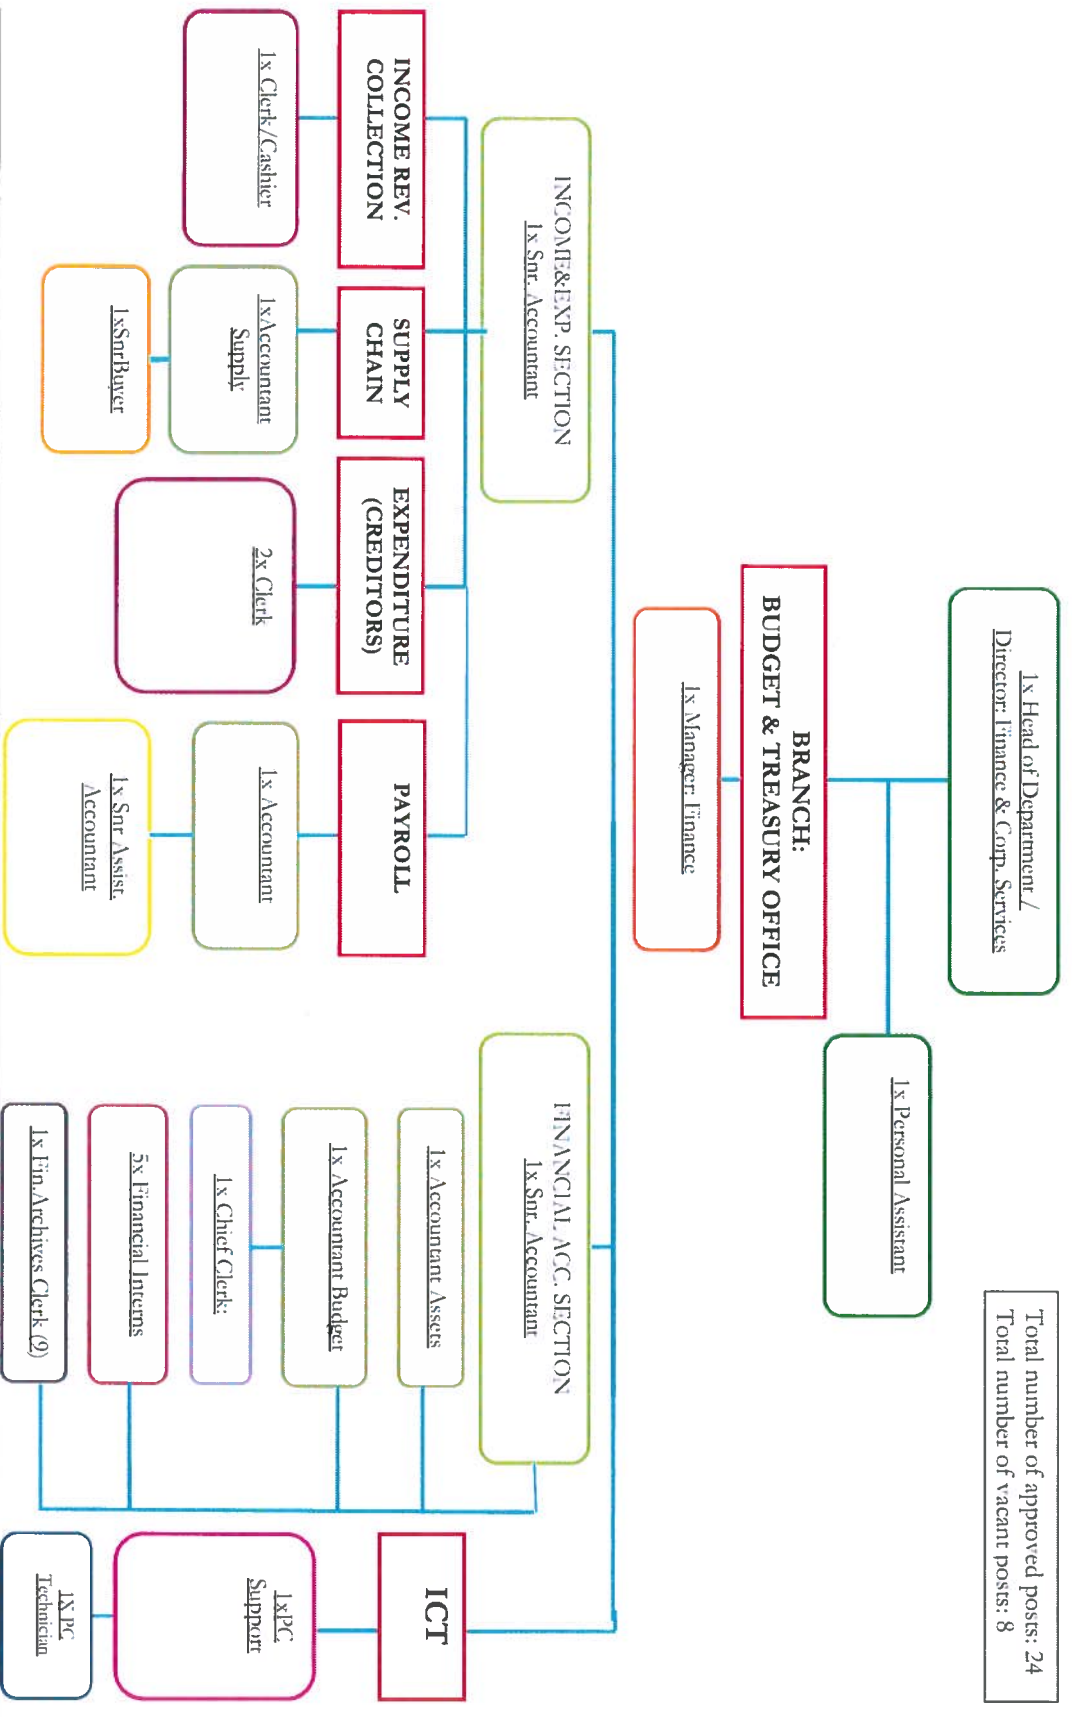 1x Head of Department /
Director: Finance & Corp. Services
Total number of approved posts: 24
Total number of vacant posts: 8
1x Personal Assistant
BRANCH:
BUDGET & TREASURY OFFICE
1x Manager: Finance
INCOME&EXP. SECTION
1x Snr. Accountant
FINANCIAL ACC. SECTION
1x Snr. Accountant
INCOME REV.
COLLECTION
1x Clerk/Cashier
SUPPLY
CHAIN
1xAccountant
Supply
1xSnrBuyer
EXPENDITURE
(CREDITORS)
2x Clerk
PAYROLL
1x Accountant
1x Snr Assist.
Accountant
1x Accountant Assets
1x Accountant Budget
1x Chief Clerk:
5x Financial Interns
1x Fin.Archives Clerk (9)
ICT
1xPC
Support
1X PC
Technician